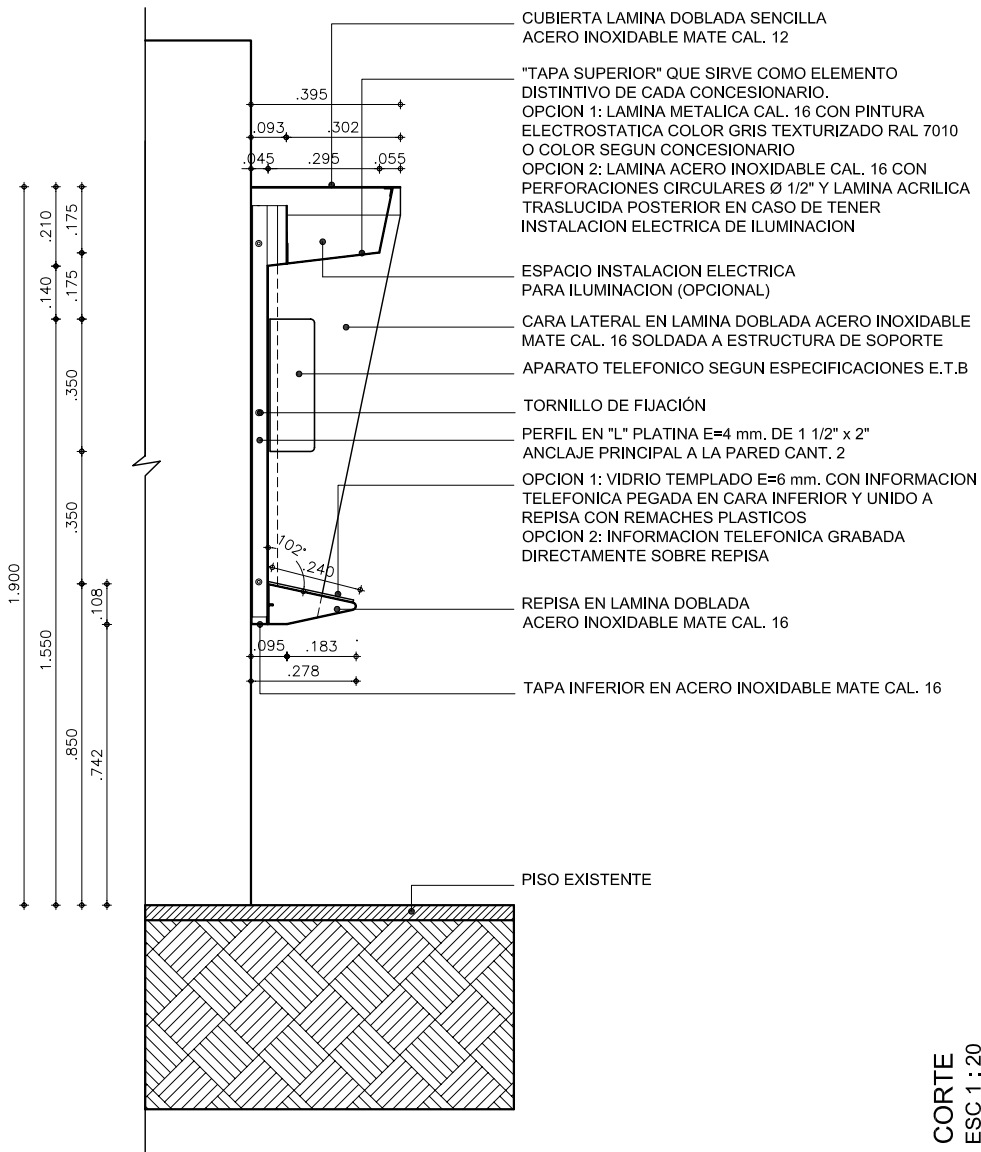 CUBIERTA LAMINA DOBLADA SENCILLA
ACERO INOXIDABLE MATE CAL. 12
"TAPA SUPERIOR" QUE SIRVE COMO ELEMENTO
DISTINTIVO DE CADA CONCESIONARIO.
OPCION 1: LAMINA METALICA CAL. 16 CON PINTURA
ELECTROSTATICA COLOR GRIS TEXTURIZADO RAL 7010
O COLOR SEGUN CONCESIONARIO
OPCION 2: LAMINA ACERO INOXIDABLE CAL. 16 CON
PERFORACIONES CIRCULARES Ø 1/2" Y LAMINA ACRILICA
TRASLUCIDA POSTERIOR EN CASO DE TENER
INSTALACION ELECTRICA DE ILUMINACION
ESPACIO INSTALACION ELECTRICA
PARA ILUMINACION (OPCIONAL)
CARA LATERAL EN LAMINA DOBLADA ACERO INOXIDABLE
MATE CAL. 16 SOLDADA A ESTRUCTURA DE SOPORTE
APARATO TELEFONICO SEGUN ESPECIFICACIONES E.T.B
TORNILLO DE FIJACIÓN
PERFIL EN "L" PLATINA E=4 mm. DE 1 1/2" x 2"
ANCLAJE PRINCIPAL A LA PARED CANT. 2
OPCION 1: VIDRIO TEMPLADO E=6 mm. CON INFORMACION
TELEFONICA PEGADA EN CARA INFERIOR Y UNIDO A
REPISA CON REMACHES PLASTICOS
OPCION 2: INFORMACION TELEFONICA GRABADA
DIRECTAMENTE SOBRE REPISA
REPISA EN LAMINA DOBLADA
ACERO INOXIDABLE MATE CAL. 16
TAPA INFERIOR EN ACERO INOXIDABLE MATE CAL. 16
PISO EXISTENTE
.395
.093 .302
.045 .295 .055
.210 .175
.140 .175
.350
.350
1.900
1.550
.108
.850
.742
102°
.240
.095 .183
.278
CORTE
ESC 1 : 20